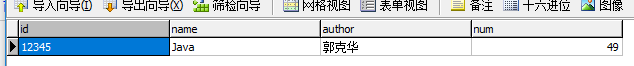 导入向导(I) 导出向导(X) 筛检向导 网格视图 表单视图 备注 十六进位 图像
id name author num
12345 Java 郭克华 49